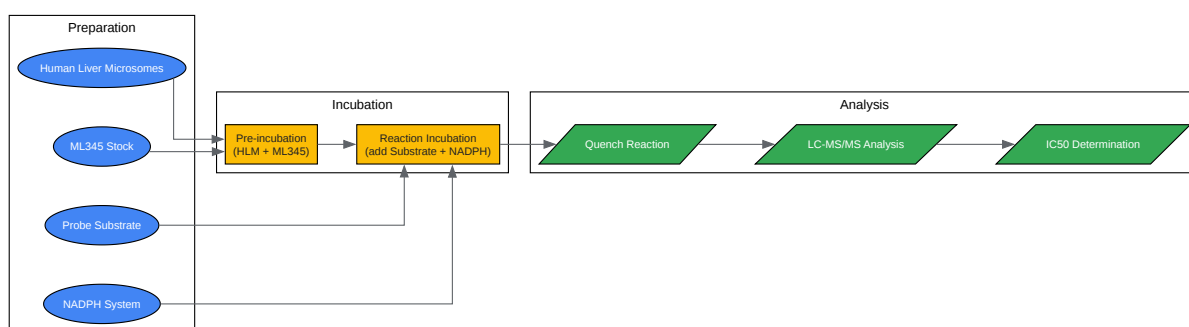 Preparation
Human Liver Microsomes
ML345 Stock
Probe Substrate
NADPH System
Incubation
Pre-incubation
(HLM + ML345)
Reaction Incubation
(add Substrate + NADPH)
Analysis
Quench Reaction
LC-MS/MS Analysis
IC50 Determination